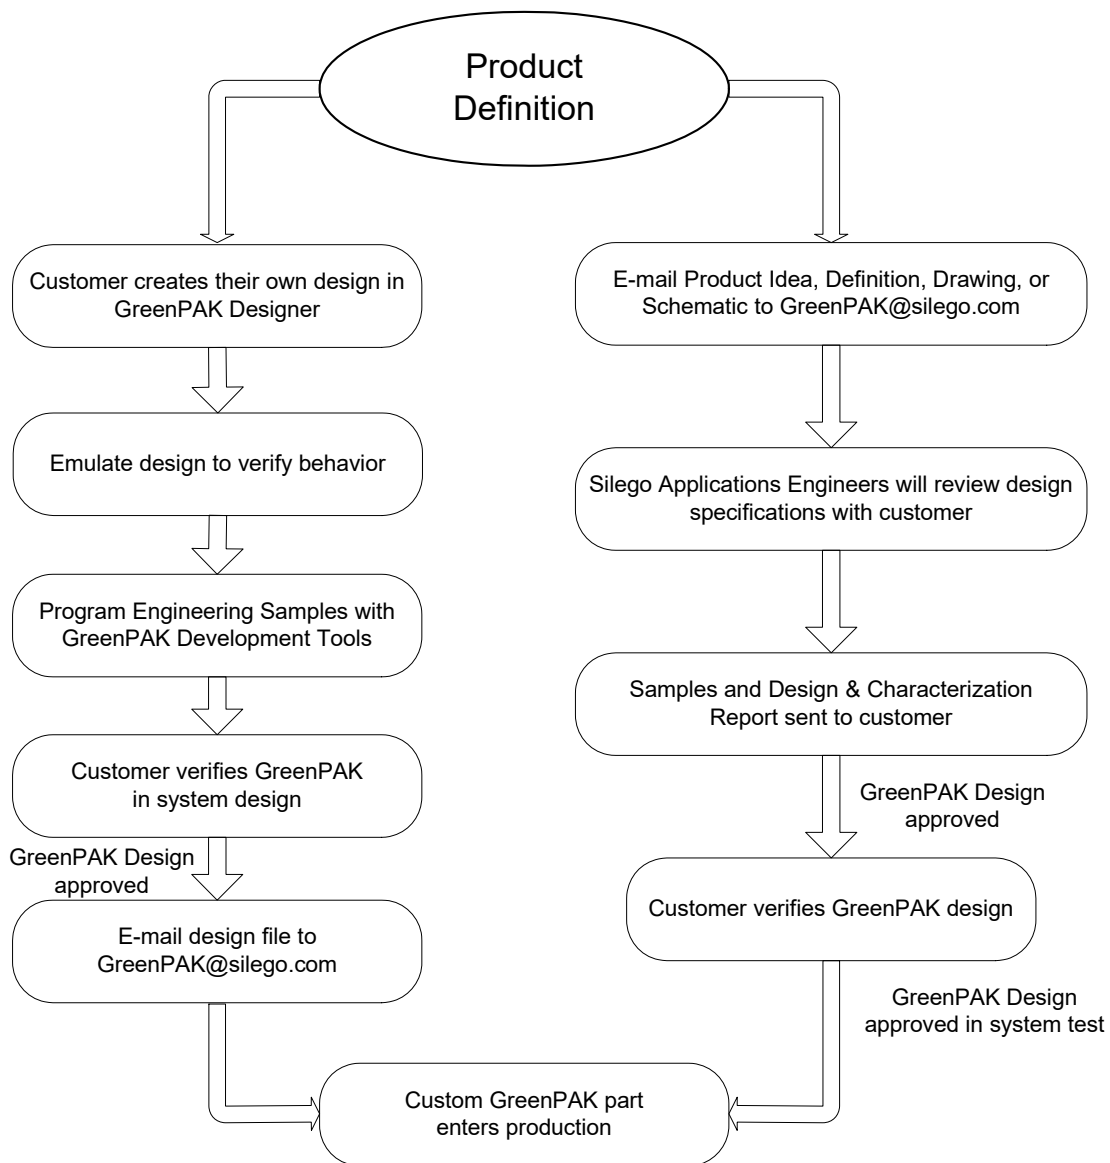 Product
Definition
Customer creates their own design in
GreenPAK Designer
Emulate design to verify behavior
Program Engineering Samples with
GreenPAK Development Tools
Customer verifies GreenPAK
in system design
GreenPAK Design
approved
E-mail design file to
GreenPAK@silego.com
E-mail Product Idea, Definition, Drawing, or
Schematic to GreenPAK@silego.com
Silego Applications Engineers will review design
specifications with customer
Samples and Design & Characterization
Report sent to customer
GreenPAK Design
approved
Customer verifies GreenPAK design
GreenPAK Design
approved in system test
Custom GreenPAK part
enters production